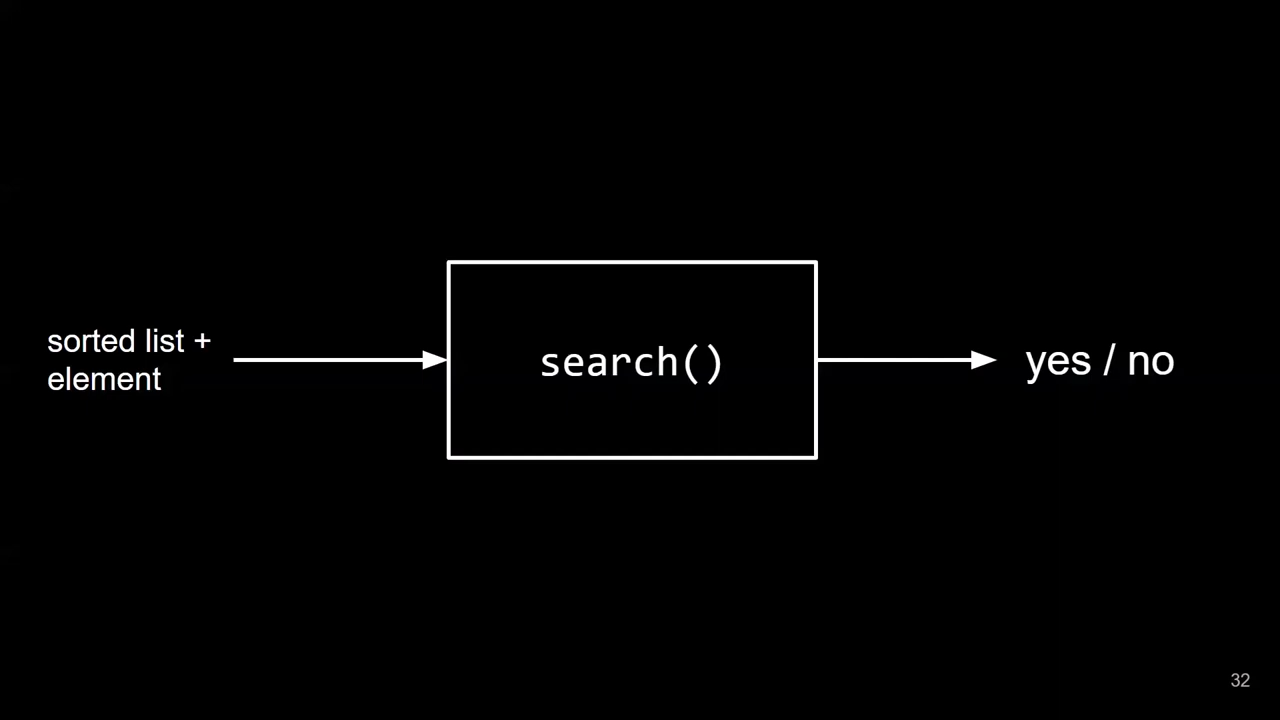 sorted list +
element
search()
yes / no
32